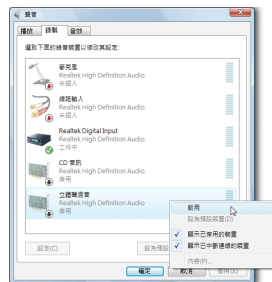 聲音
播放 錄製 音效
選取下面的錄音裝置以修改其設定:
麥克風
Realtek High Definition Audio
未插入
線路輸入
Realtek High Definition Audio
未插入
Realtek Digital Input
Realtek High Definition Audio
工作中
CD 音訊
Realtek High Definition Audio
停用
立體聲混音
Realtek High Definition Audio
停用
啟用
設為預設裝置(D)
顯示已停用的裝置
顯示已中斷連線的裝置
內容(P)...
設定(C) 設為預設
確定 取消 套用(A)